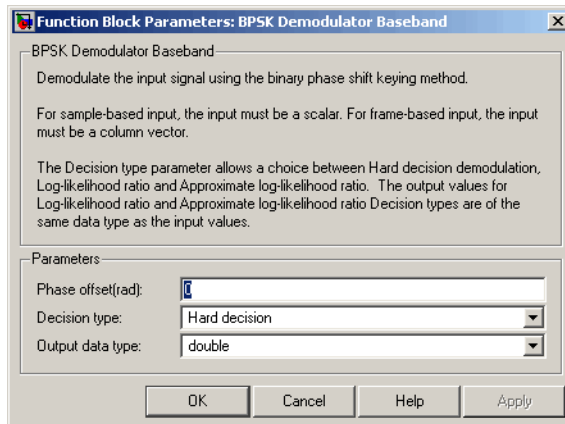 Function Block Parameters: BPSK Demodulator Baseband
BPSK Demodulator Baseband
Demodulate the input signal using the binary phase shift keying method.
For sample-based input, the input must be a scalar. For frame-based input, the input
must be a column vector.
The Decision type parameter allows a choice between Hard decision demodulation,
Log-likelihood ratio and Approximate log-likelihood ratio.  The output values for
Log-likelihood ratio and Approximate log-likelihood ratio Decision types are of the
same data type as the input values.
Parameters
Phase offset(rad): 0
Decision type: Hard decision
Output data type: double
OK Cancel Help Apply